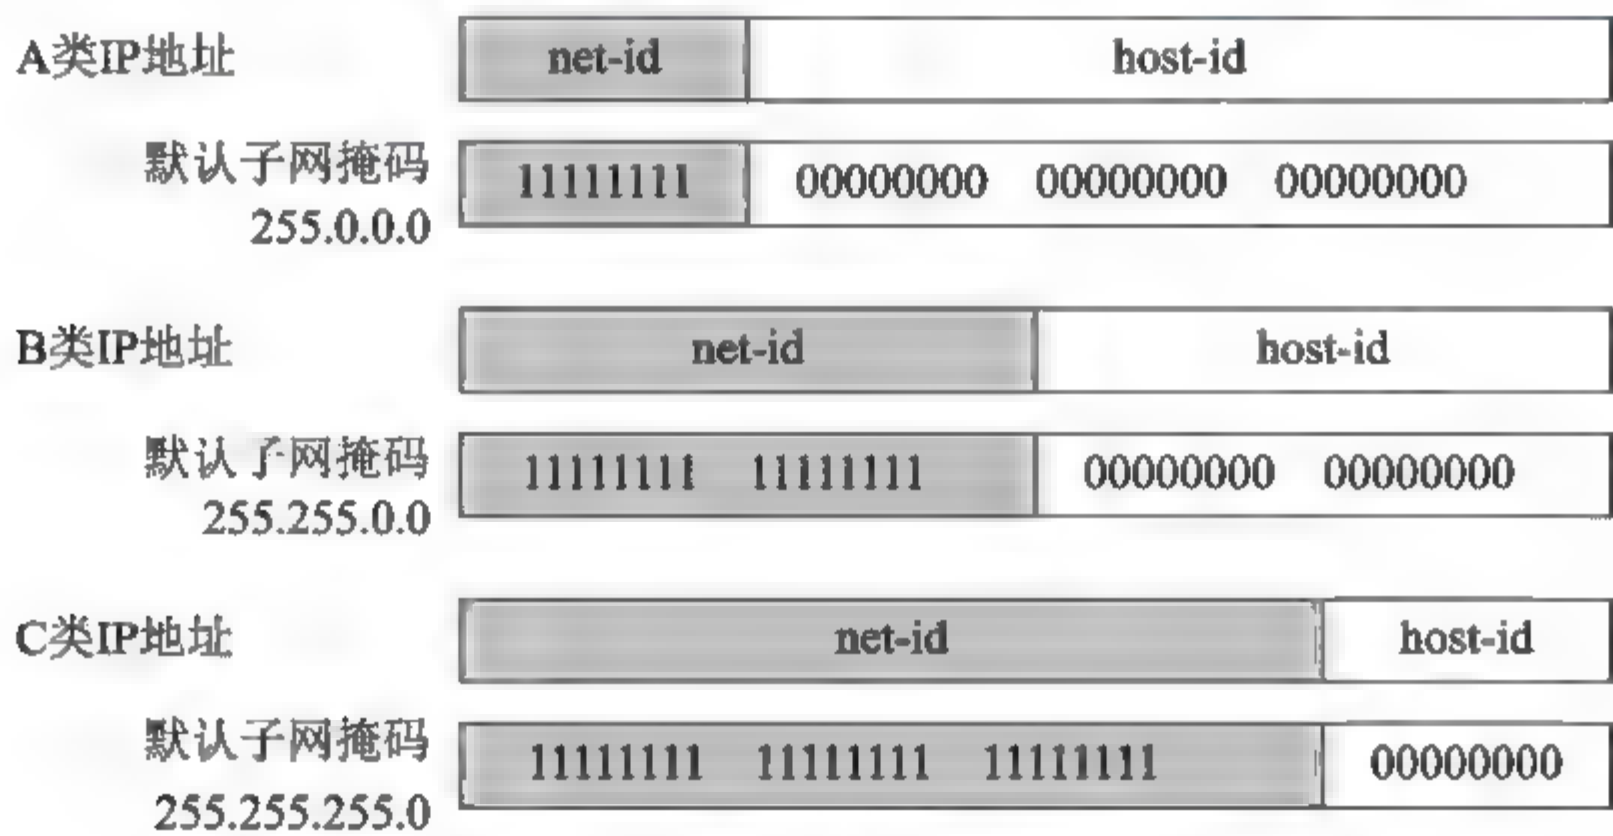 A类IP地址 net-id host-id
默认子网掩码
255.0.0.0
11111111 00000000 00000000 00000000
B类IP地址 net-id host-id
默认子网掩码
255.255.0.0
11111111 11111111 00000000 00000000
C类IP地址 net-id host-id
默认子网掩码
255.255.255.0
11111111 11111111 11111111 00000000